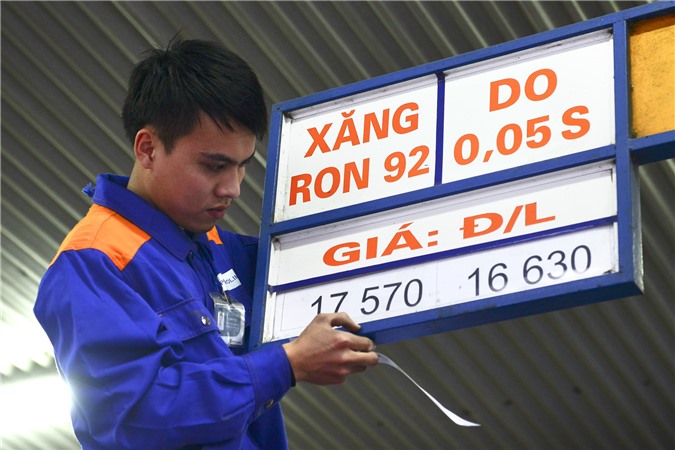 XĂNG
RON 92
DO
0,05 S
GIÁ: Đ/L
17 570
16 630